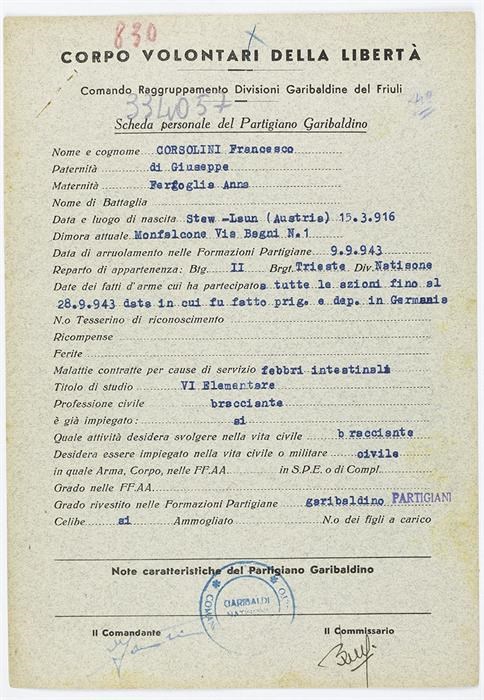 830
CORPO VOLONTARI DELLA LIBERTÀ
Comando Raggruppamento Divisioni Garibaldine del Friuli
334057
Scheda personale del Partigiano Garibaldino
Nome e cognome CORSOLINI Francesco
Paternità di Giuseppe
Maternità Fergoglia Anna
Nome di Battaglia
Data e luogo di nascita Stew -Laun (Austria) 15.3.916
Dimora attuale Monfalcone Via Bagni N.1
Data di arruolamento nelle Formazioni Partigiane 9.9.943
Reparto di appartenenza: Btg. II Brgt. Trieste Div. Natisone
Date dei fatti d'arme cui ha partecipato a tutte le azioni fino al
28.9.943 data in cui fu fatto prig. e dep. in Germania
N.o Tesserino di riconoscimento
Ricompense
Ferite
Malattie contratte per cause di servizio febbri intestinali
Titolo di studio VI Elementare
Professione civile bracciante
è già impiegato: si
Quale attività desidera svolgere nella vita civile bracciante
Desidera essere impiegato nella vita civile o militare civile
in quale Arma, Corpo, nelle FF.AA. in S.P.E. o di Compl.
Grado nelle FF.AA.
Grado rivestito nelle Formazioni Partigiane garibaldino PARTIGIANI
Celibe si Ammogliato N.o dei figli a carico
Note caratteristiche del Partigiano Garibaldino
GARIBALDI
NATISONE
Il Comandante
Il Commissario